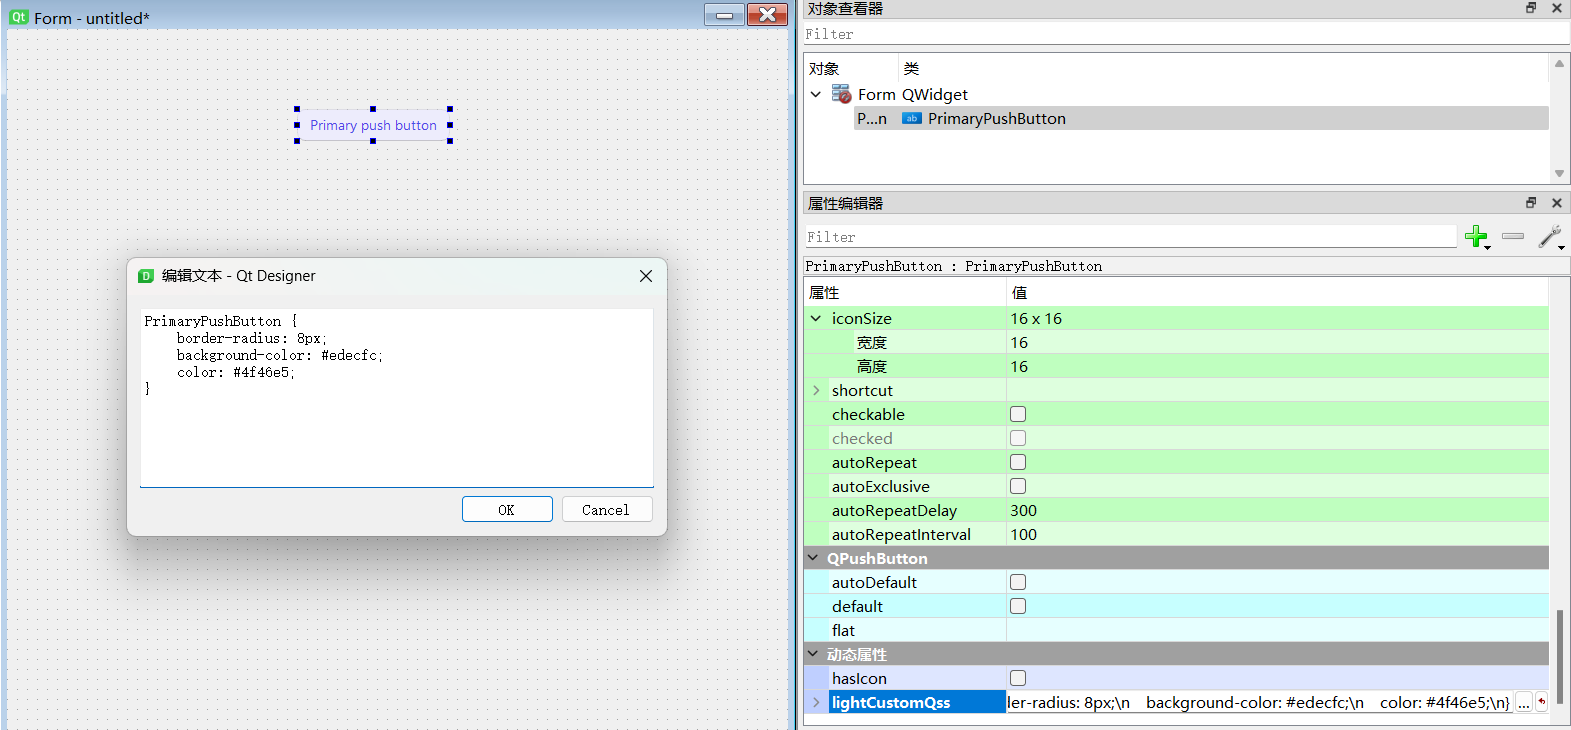 Form - untitled*
Primary push button
编辑文本 - Qt Designer
PrimaryPushButton {
    border-radius: 8px;
    background-color: #edecfc;
    color: #4f46e5;
}
OK Cancel
对象查看器
Filter
对象 类
Form QWidget
P...n PrimaryPushButton
属性编辑器
Filter
PrimaryPushButton : PrimaryPushButton
属性 值
iconSize 16 x 16
宽度 16
高度 16
shortcut
checkable
checked
autoRepeat
autoExclusive
autoRepeatDelay 300
autoRepeatInterval 100
QPushButton
autoDefault
default
flat
动态属性
hasIcon
lightCustomQss ler-radius: 8px;\n    background-color: #edecfc;\n    color: #4f46e5;\n} ...